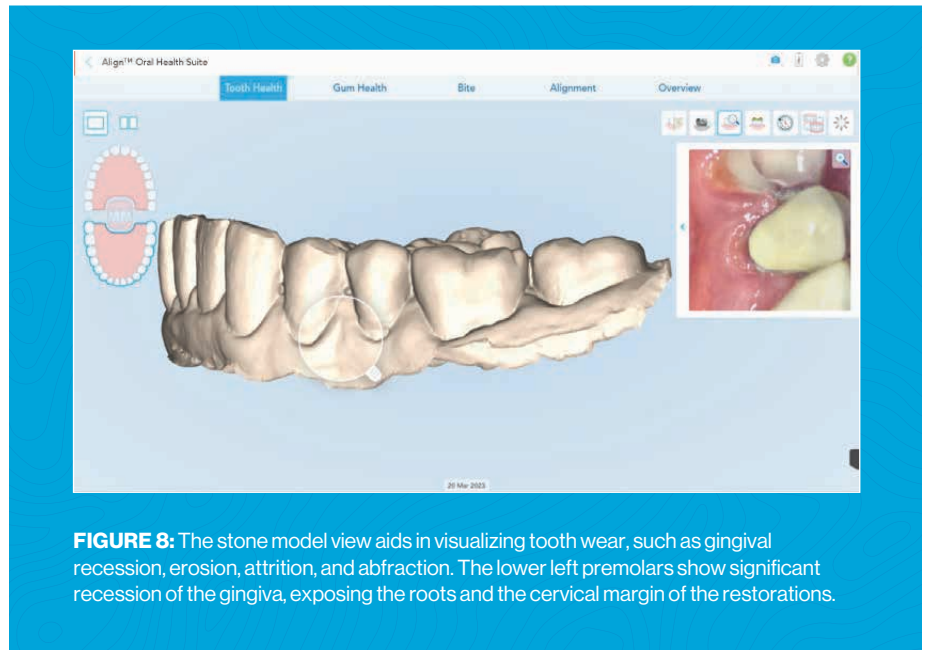 Align™ Oral Health Suite
Tooth Health Gum Health Bite Alignment Overview
20 Mar 2023
FIGURE 8: The stone model view aids in visualizing tooth wear, such as gingival
recession, erosion, attrition, and abfraction. The lower left premolars show significant
recession of the gingiva, exposing the roots and the cervical margin of the restorations.